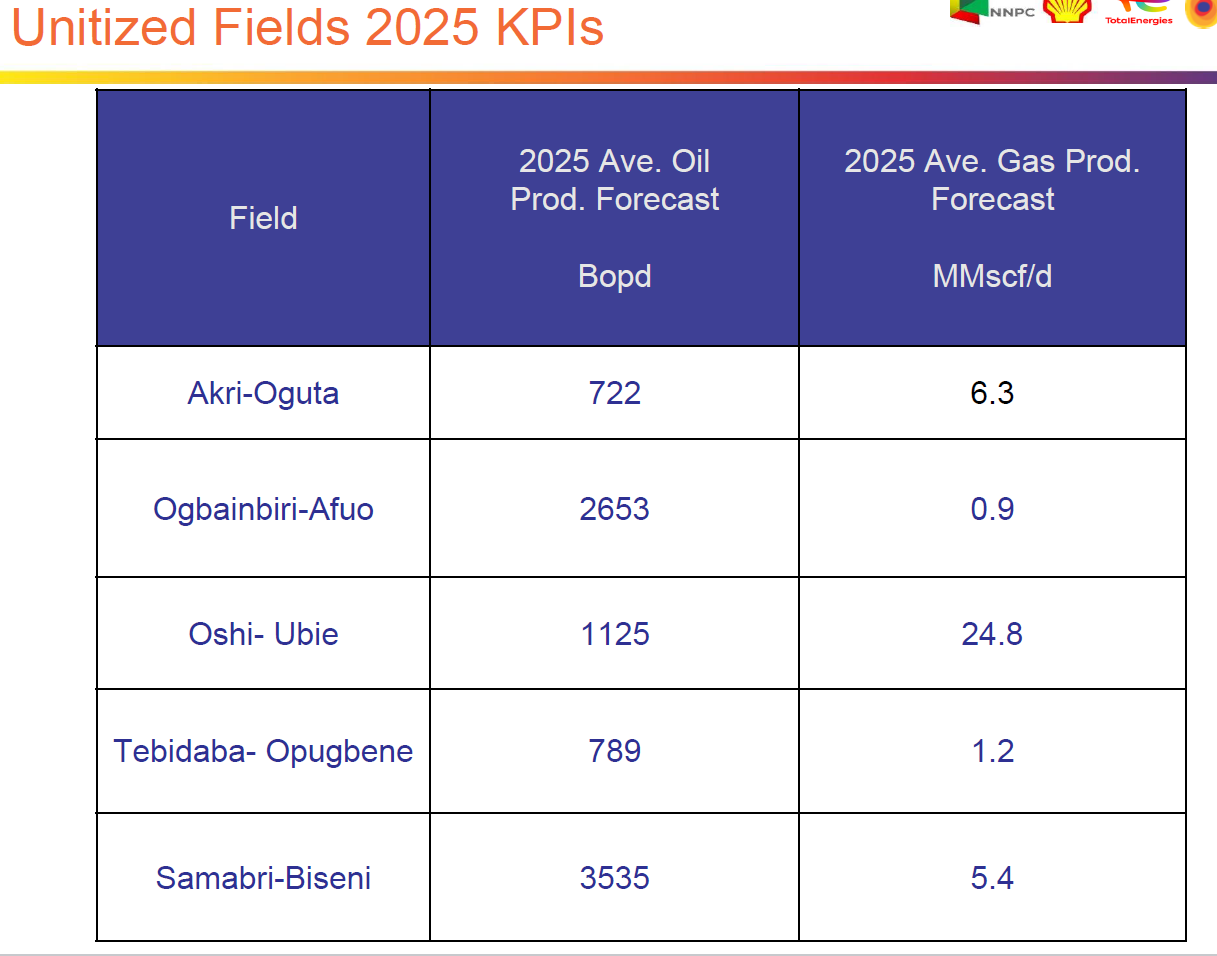 Unitized Fields 2025 KPIs
NNPC
TotalEnergies
Field
2025 Ave. Oil
Prod. Forecast
Bopd
2025 Ave. Gas Prod.
Forecast
MMscf/d
Akri-Oguta 722 6.3
Ogbainbiri-Afuo 2653 0.9
Oshi- Ubie 1125 24.8
Tebidaba- Opugbene 789 1.2
Samabri-Biseni 3535 5.4